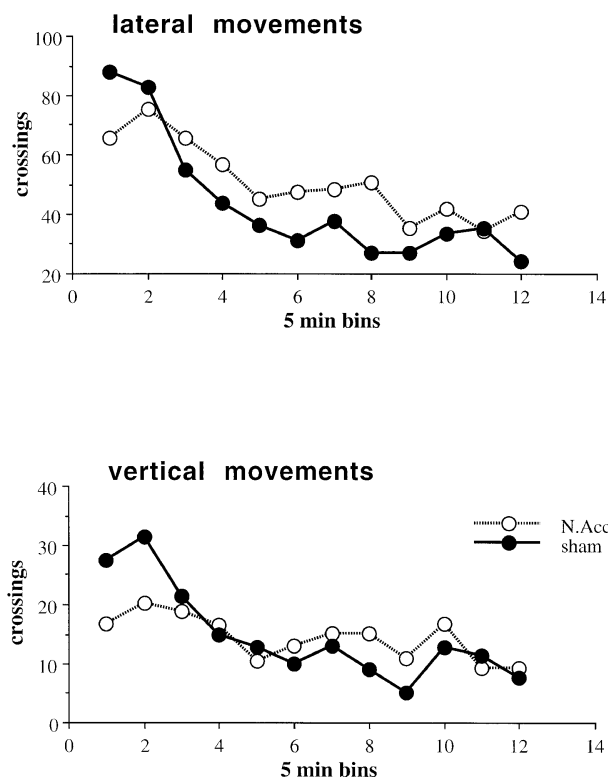 lateral movements
100
80
60
40
20
crossings
0 2 4 6 8 10 12 14
5 min bins
vertical movements
40
30
20
10
0
crossings
N.Acc
sham
0 2 4 6 8 10 12 14
5 min bins